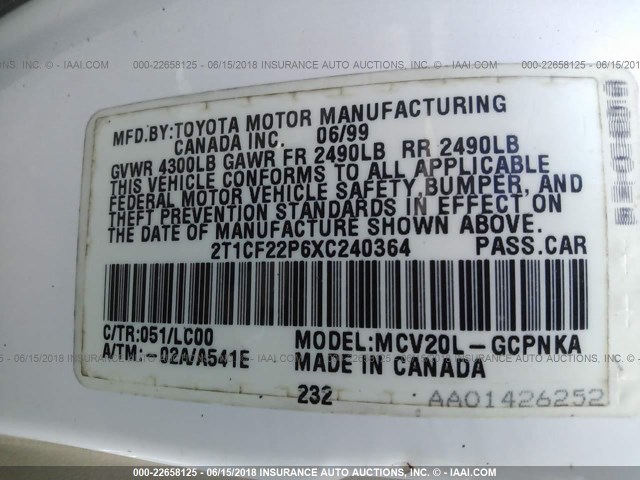 000-22658125 - 06/15/2018 INSURANCE AUTO AUCTIONS, INC. © - IAAI.COM
MFD.BY:TOYOTA MOTOR MANUFACTURING
CANADA INC. 06/99
GVWR 4300LB GAWR FR 2490LB RR 2490LB
THIS VEHICLE CONFORMS TO ALL APPLICABLE
FEDERAL MOTOR VEHICLE SAFETY, BUMPER, AND
THEFT PREVENTION STANDARDS IN EFFECT ON
THE DATE OF MANUFACTURE SHOWN ABOVE.
2T1CF22P6XC240364 PASS.CAR
C/TR:051/LC00 MODEL:MCV20L-GCPNKA
A/TM:-02A/A541E MADE IN CANADA
232 AA01426252
000-22658125 - 06/15/2018 INSURANCE AUTO AUCTIONS, INC. © - IAAI.COM